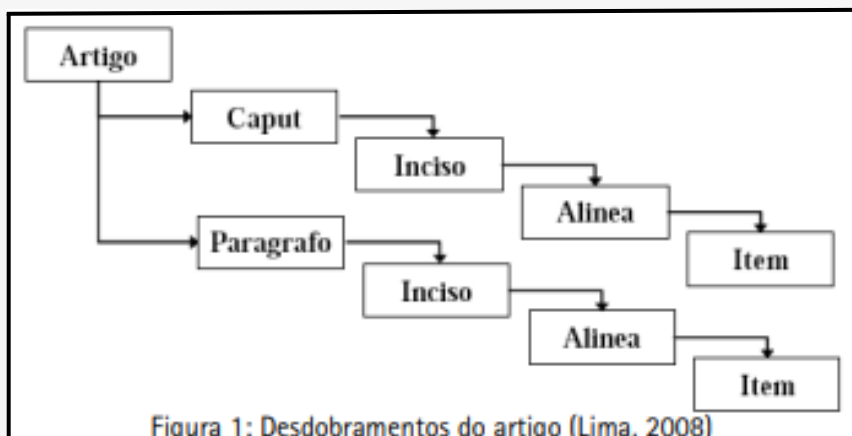 Artigo
Caput
Inciso
Alinea
Item
Paragrafo
Inciso
Alinea
Item
Figura 1: Desdobramentos do artigo (Lima, 2008)